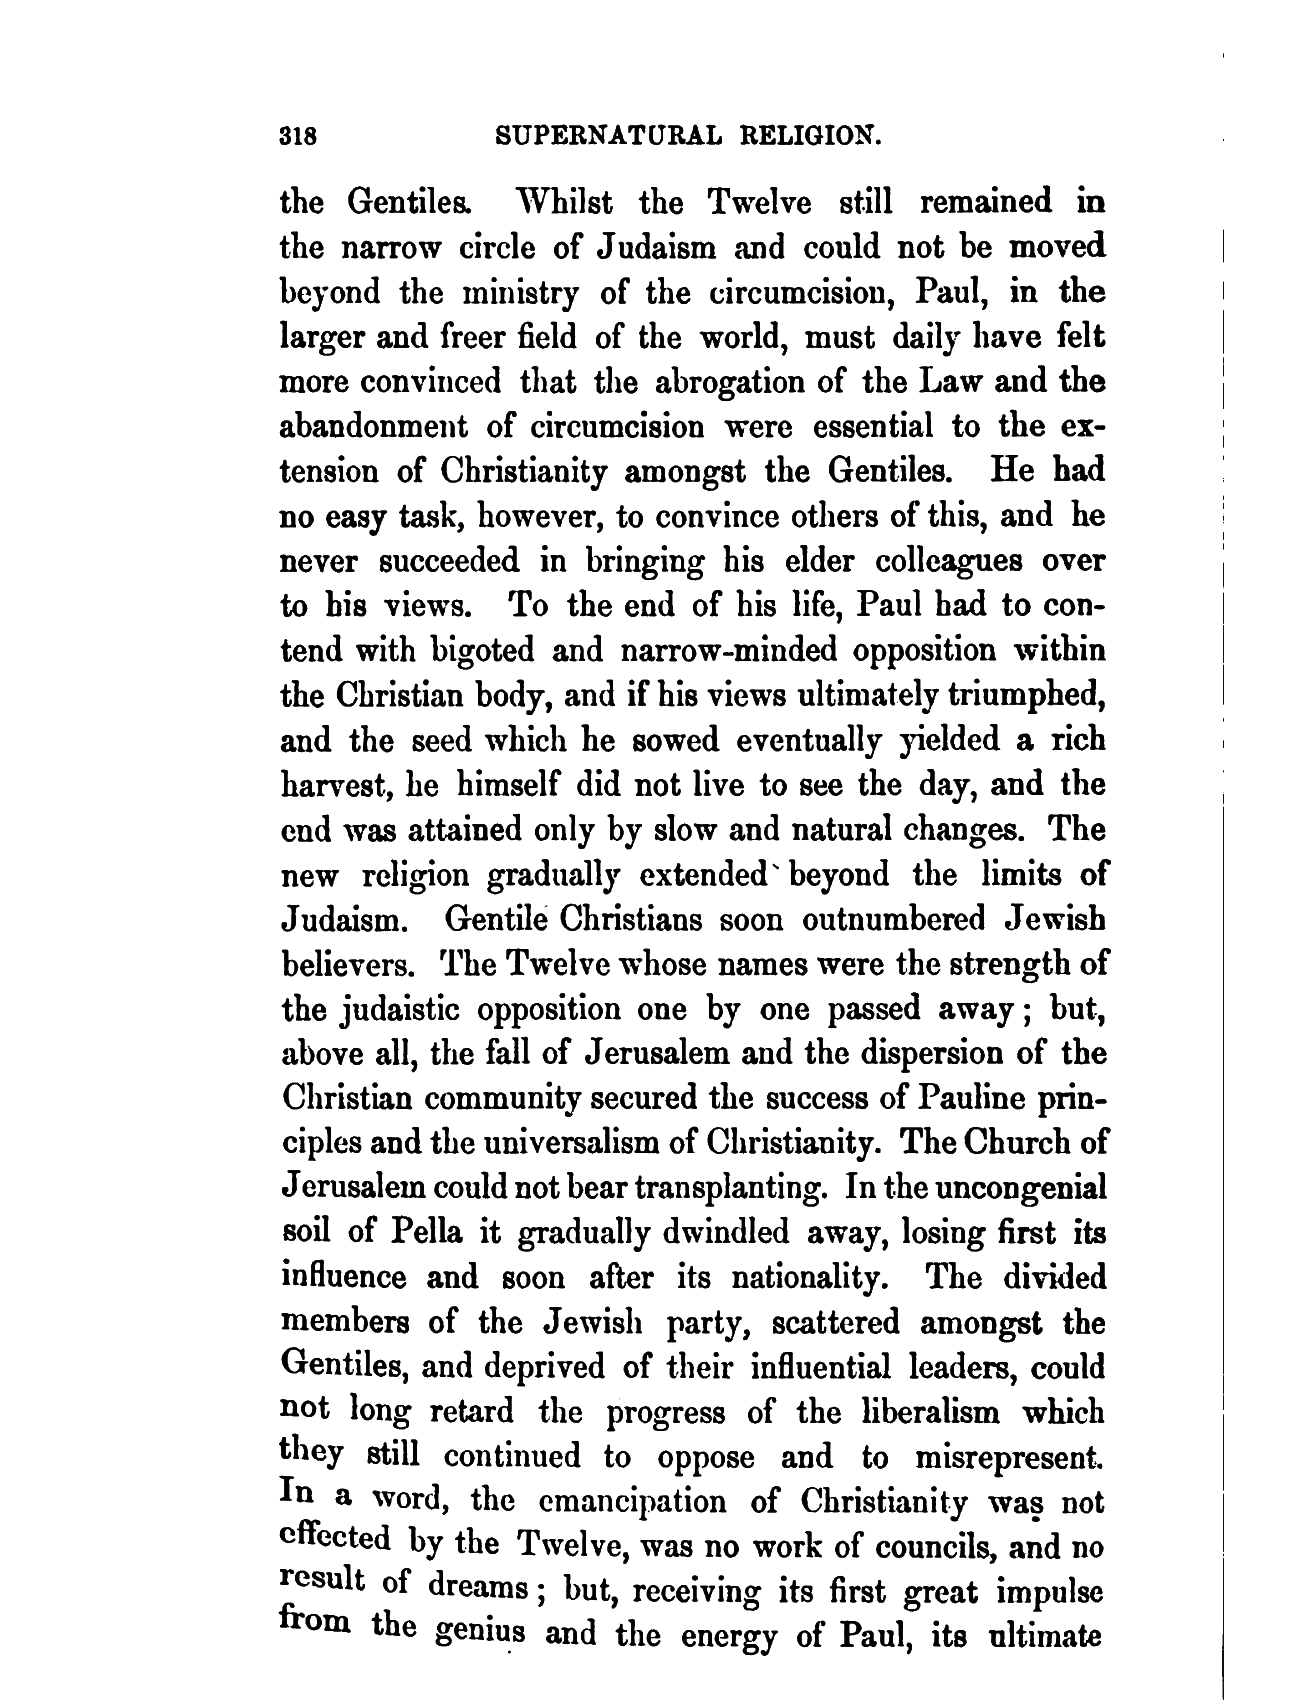 318 SUPERNATURAL RELIGION.
the Gentiles. Whilst the Twelve still remained in
the narrow circle of Judaism and could not be moved
beyond the ministry of the circumcision, Paul, in the
larger and freer field of the world, must daily have felt
more convinced that the abrogation of the Law and the
abandonment of circumcision were essential to the ex-
tension of Christianity amongst the Gentiles. He had
no easy task, however, to convince others of this, and he
never succeeded in bringing his elder colleagues over
to his views. To the end of his life, Paul had to con-
tend with bigoted and narrow-minded opposition within
the Christian body, and if his views ultimately triumphed,
and the seed which he sowed eventually yielded a rich
harvest, he himself did not live to see the day, and the
end was attained only by slow and natural changes. The
new religion gradually extended beyond the limits of
Judaism. Gentile Christians soon outnumbered Jewish
believers. The Twelve whose names were the strength of
the judaistic opposition one by one passed away; but,
above all, the fall of Jerusalem and the dispersion of the
Christian community secured the success of Pauline prin-
ciples and the universalism of Christianity. The Church of
Jerusalem could not bear transplanting. In the uncongenial
soil of Pella it gradually dwindled away, losing first its
influence and soon after its nationality. The divided
members of the Jewish party, scattered amongst the
Gentiles, and deprived of their influential leaders, could
not long retard the progress of the liberalism which
they still continued to oppose and to misrepresent.
In a word, the emancipation of Christianity was not
effected by the Twelve, was no work of councils, and no
result of dreams; but, receiving its first great impulse
from the genius and the energy of Paul, its ultimate